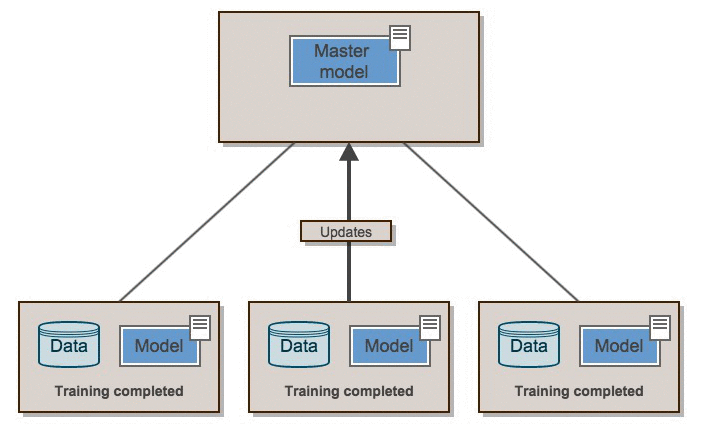 Master
model
Updates
Data
Model
Training completed
Data
Model
Training completed
Data
Model
Training completed